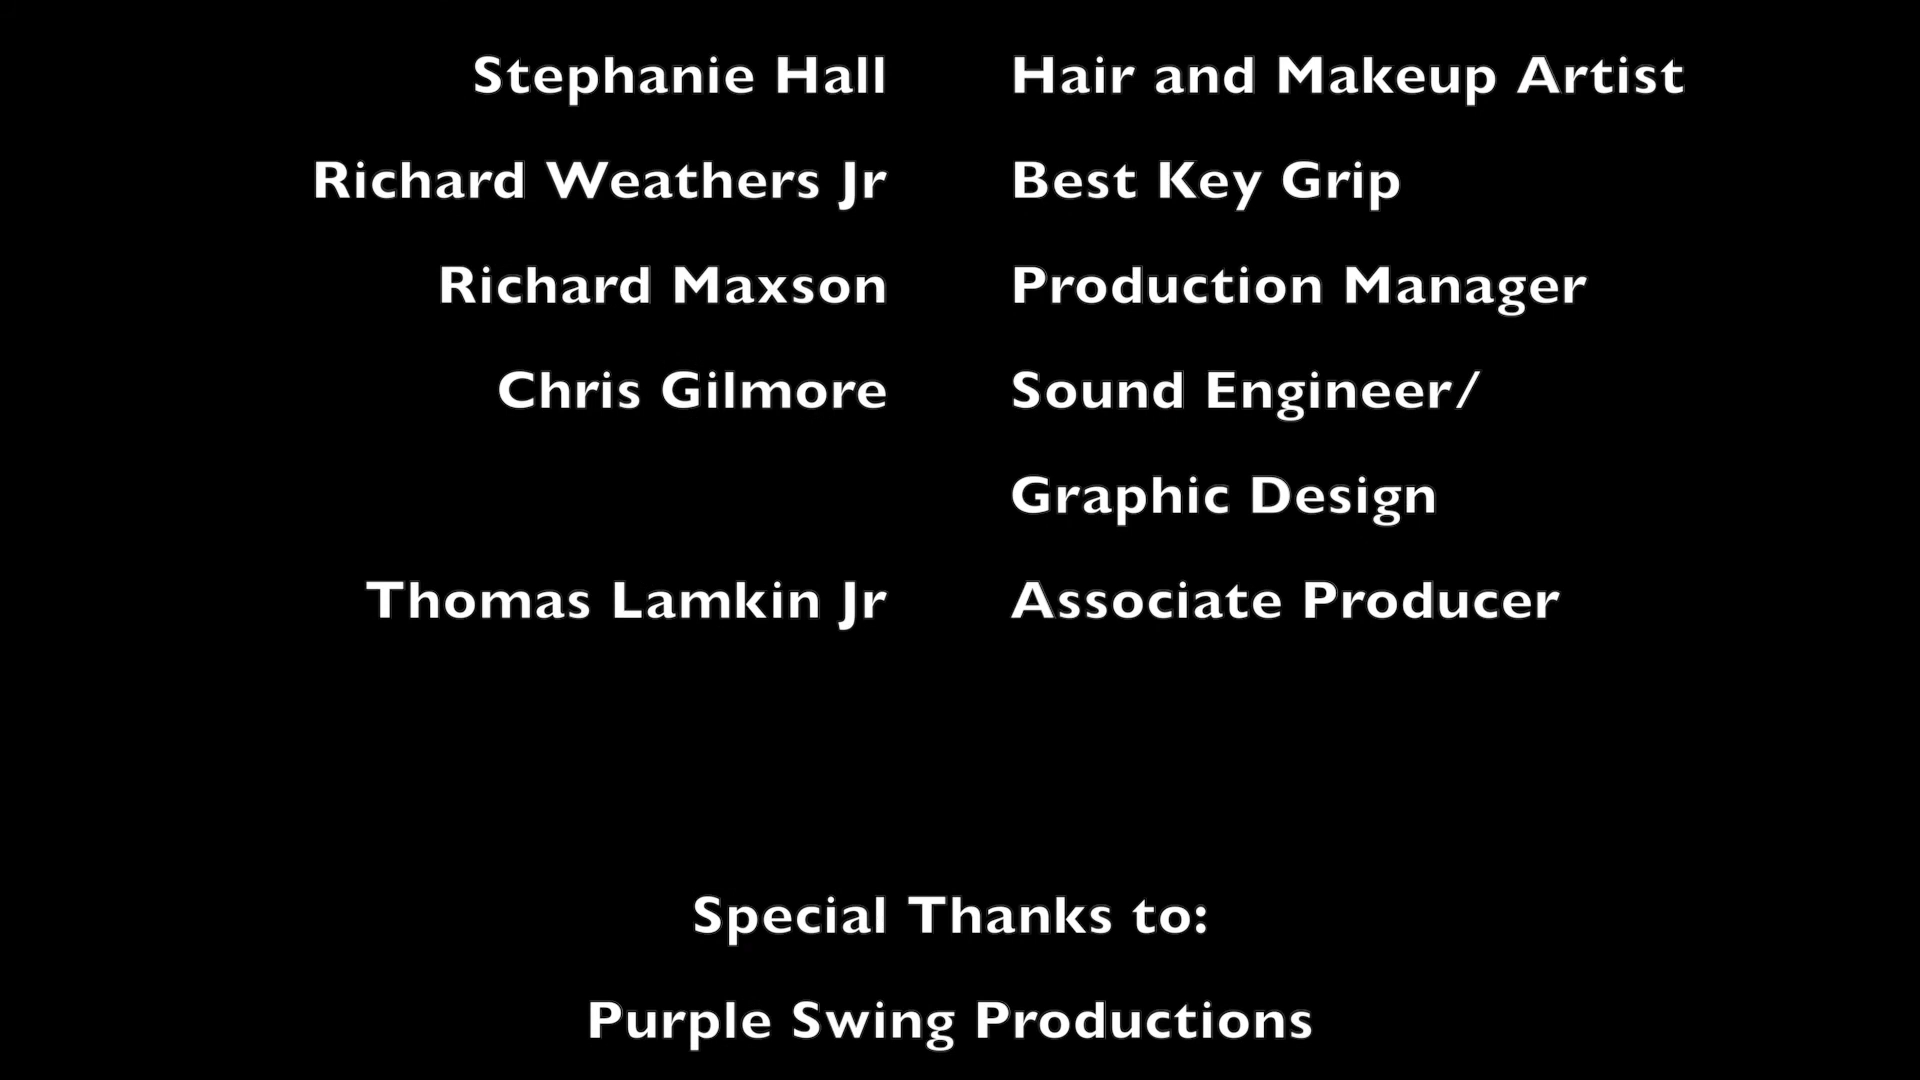 Stephanie Hall Hair and Makeup Artist
Richard Weathers Jr Best Key Grip
Richard Maxson Production Manager
Chris Gilmore Sound Engineer/
Graphic Design
Thomas Lamkin Jr Associate Producer
Special Thanks to:
Purple Swing Productions